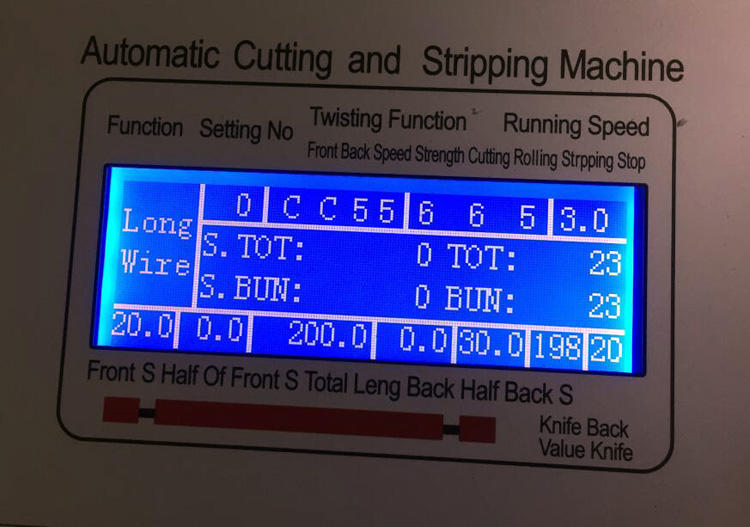 Automatic Cutting and Stripping Machine
Function Setting No Twisting Function Running Speed
Front Back Speed Strength Cutting Rolling Strpping Stop
0 C C 5 5 6 6 5 3.0
Long
Wire
S. TOT: 0 TOT: 23
S. BUN: 0 BUN: 23
20.0 0.0 200.0 0.0 30.0 198 20
Front S Half Of Front S Total Leng Back Half Back S
Knife Back
Value Knife